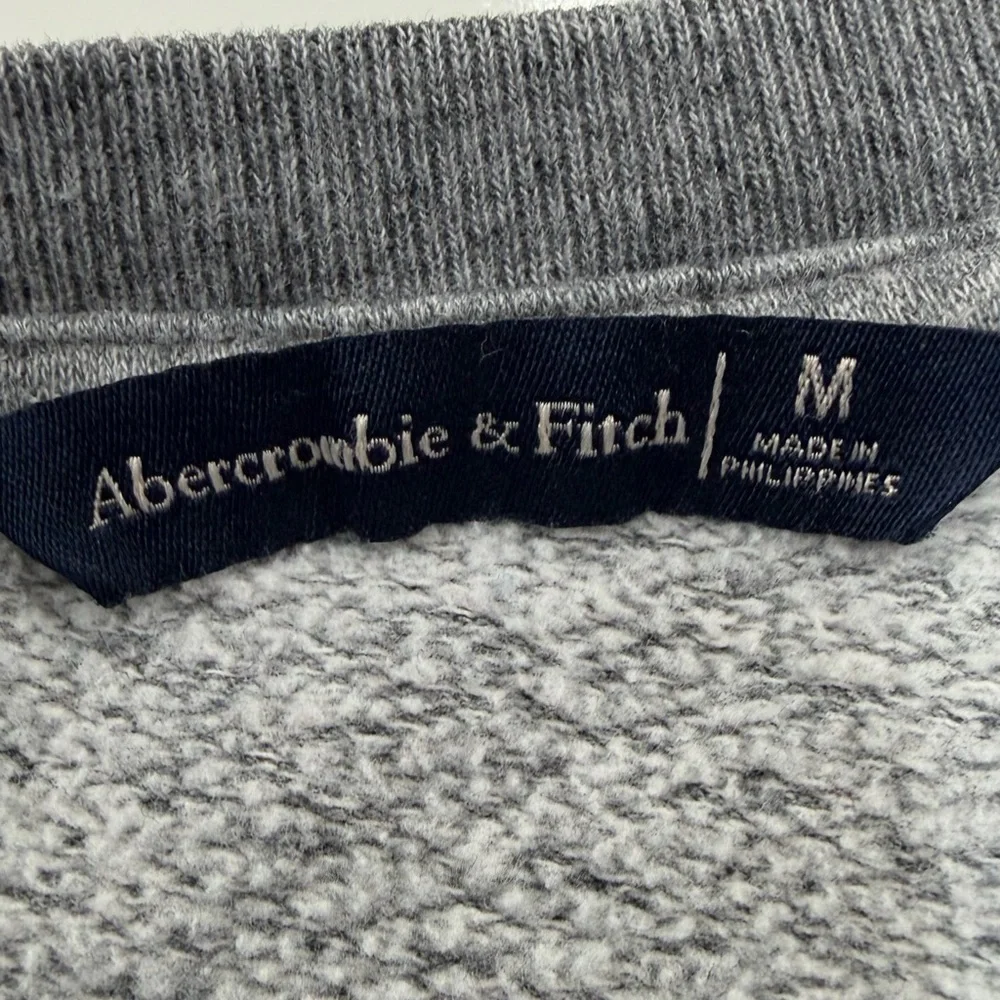 Abercrombie & Fitch
M
MADE IN
PHILIPPINES